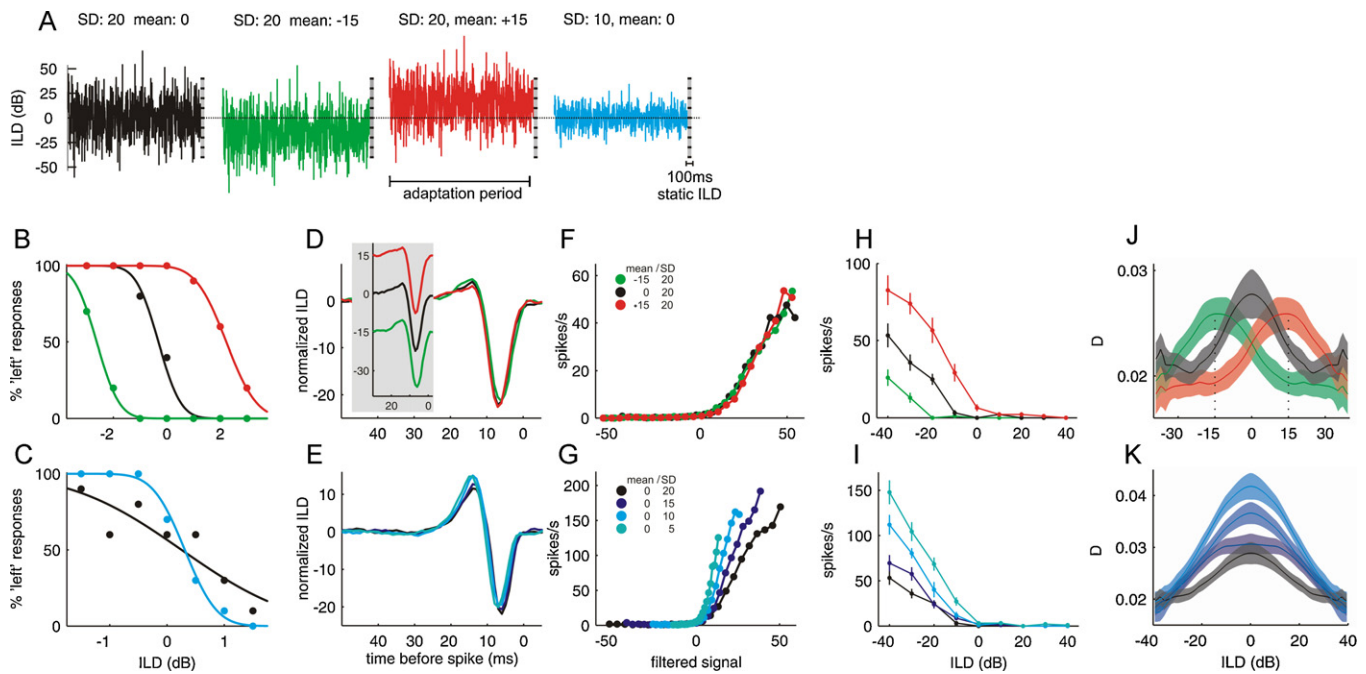 A
SD: 20 mean: 0
SD: 20 mean: -15
SD: 20, mean: +15
SD: 10, mean: 0
ILD (dB)
50
25
0
-25
-50
adaptation period
100ms
static ILD
B
% "left' responses
100
50
0
-2
0
2
D
normalized ILD
10
0
-10
-20
40
30
20
10
0
15
0
-15
-30
20
0
F
spikes/s
60
40
20
0
-50
0
50
mean/SD
-15 20
0 20
+15 20
H
100
50
0
-40
-20
0
20
40
J
D
0.03
0.02
-30
-15
0
15
30
C
% "left' responses
100
50
0
-1
0
1
ILD (dB)
E
normalized ILD
10
0
-10
-20
40
30
20
10
0
time before spike (ms)
G
spikes/s
200
150
100
50
0
-50
0
50
filtered signal
mean/SD
0 20
0 15
0 10
0 5
I
150
100
50
0
-40
-20
0
20
40
ILD (dB)
K
D
0.04
0.03
0.02
-40
-20
0
20
40
ILD (dB)